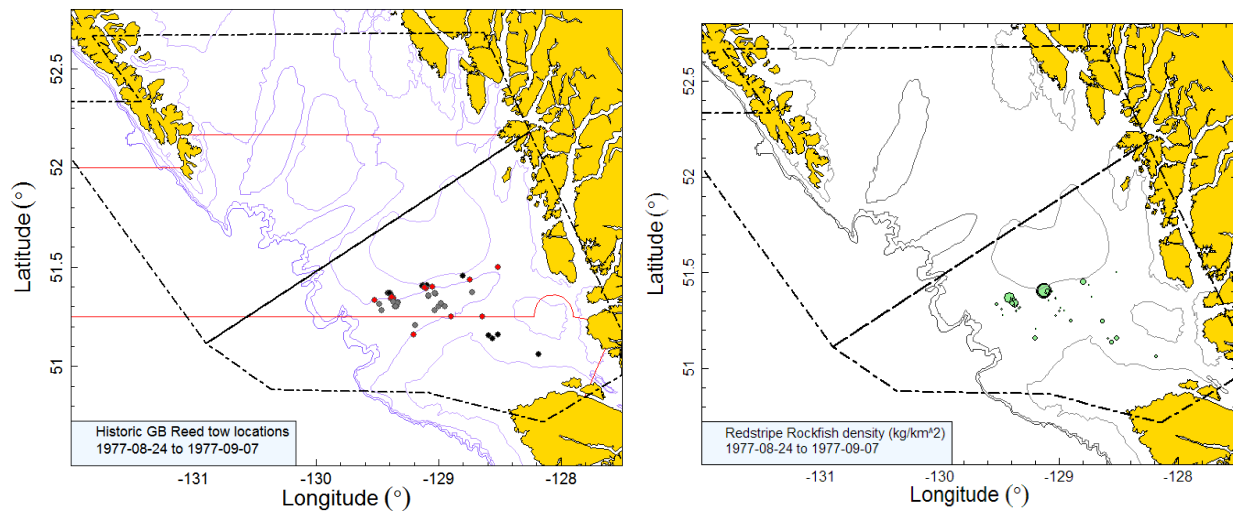 52.5
52
51.5
51
Latitude (°)
Historic GB Reed tow locations
1977-08-24 to 1977-09-07
-131
-130
-129
-128
Longitude (°)
52.5
52
51.5
51
Latitude (°)
Redstripe Rockfish density (kg/km^2)
1977-08-24 to 1977-09-07
-131
-130
-129
-128
Longitude (°)